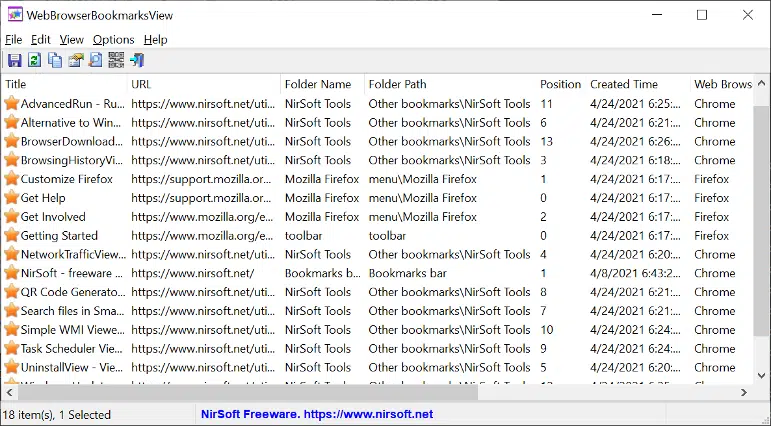 WebBrowserBookmarksView
File Edit View Options Help
Title URL Folder Name Folder Path Position Created Time Web Brows
AdvancedRun - Ru... https://www.nirsoft.net/uti... NirSoft Tools Other bookmarks\NirSoft Tools 11 4/24/2021 6:25:... Chrome
Alternative to Win... https://www.nirsoft.net/uti... NirSoft Tools Other bookmarks\NirSoft Tools 6 4/24/2021 6:21:... Chrome
BrowserDownload... https://www.nirsoft.net/uti... NirSoft Tools Other bookmarks\NirSoft Tools 13 4/24/2021 6:26:... Chrome
BrowsingHistoryVi... https://www.nirsoft.net/uti... NirSoft Tools Other bookmarks\NirSoft Tools 3 4/24/2021 6:18:... Chrome
Customize Firefox https://support.mozilla.or... Mozilla Firefox menu\Mozilla Firefox 1 4/24/2021 6:17:... Firefox
Get Help https://support.mozilla.or... Mozilla Firefox menu\Mozilla Firefox 0 4/24/2021 6:17:... Firefox
Get Involved https://www.mozilla.org/e... Mozilla Firefox menu\Mozilla Firefox 2 4/24/2021 6:17:... Firefox
Getting Started https://www.mozilla.org/e... toolbar toolbar 0 4/24/2021 6:17:... Firefox
NetworkTrafficView... https://www.nirsoft.net/uti... NirSoft Tools Other bookmarks\NirSoft Tools 4 4/24/2021 6:20:... Chrome
NirSoft - freeware ... https://www.nirsoft.net/ Bookmarks b... Bookmarks bar 1 4/8/2021 6:43:2... Chrome
QR Code Generato... https://www.nirsoft.net/uti... NirSoft Tools Other bookmarks\NirSoft Tools 8 4/24/2021 6:21:... Chrome
Search files in Sma... https://www.nirsoft.net/uti... NirSoft Tools Other bookmarks\NirSoft Tools 7 4/24/2021 6:21:... Chrome
Simple WMI Viewe... https://www.nirsoft.net/uti... NirSoft Tools Other bookmarks\NirSoft Tools 10 4/24/2021 6:24:... Chrome
Task Scheduler Vie... https://www.nirsoft.net/uti... NirSoft Tools Other bookmarks\NirSoft Tools 9 4/24/2021 6:24:... Chrome
UninstallView - Vie... https://www.nirsoft.net/uti... NirSoft Tools Other bookmarks\NirSoft Tools 5 4/24/2021 6:20:... Chrome
18 item(s), 1 Selected NirSoft Freeware. https://www.nirsoft.net